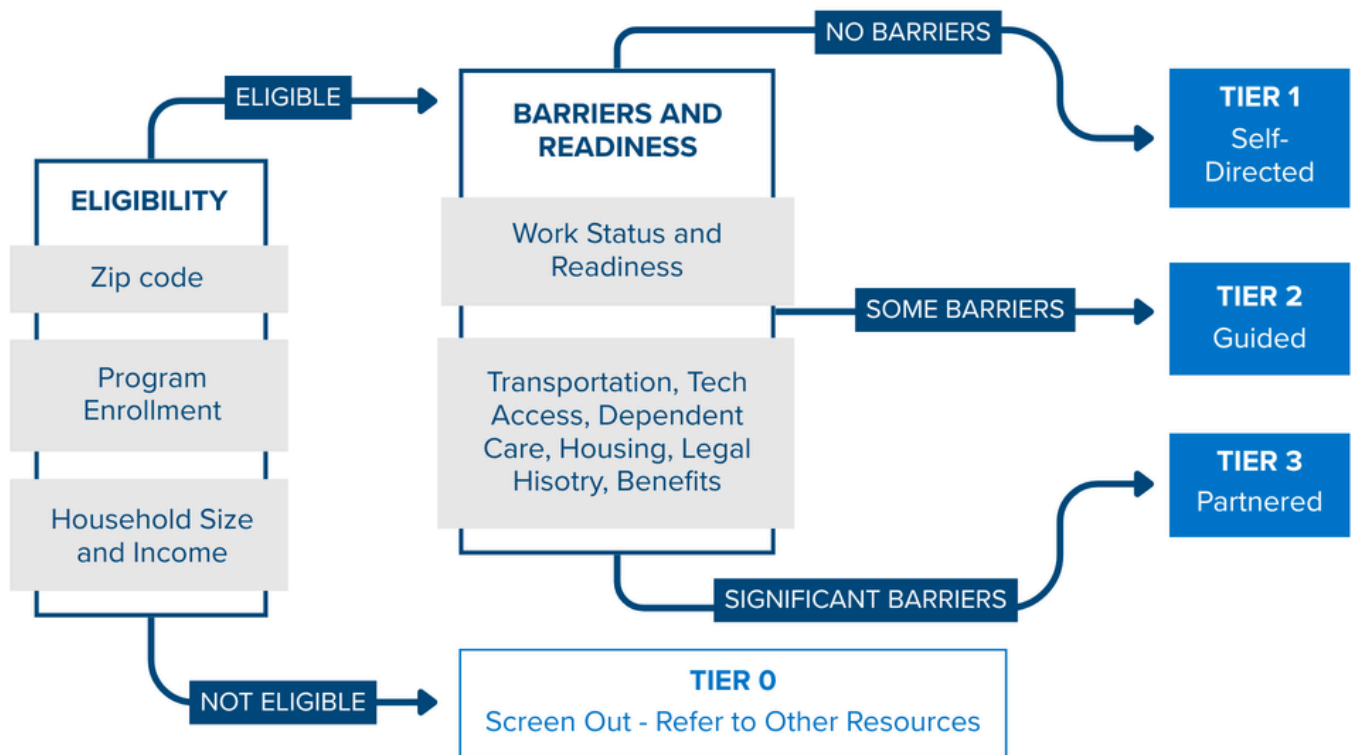 ELIGIBILITY
Zip code
Program
Enrollment
Household Size
and Income
ELIGIBLE
NOT ELIGIBLE
BARRIERS AND
READINESS
Work Status and
Readiness
Transportation, Tech
Access, Dependent
Care, Housing, Legal
Hisotry, Benefits
NO BARRIERS
SOME BARRIERS
SIGNIFICANT BARRIERS
TIER 1
Self-
Directed
TIER 2
Guided
TIER 3
Partnered
TIER 0
Screen Out - Refer to Other Resources